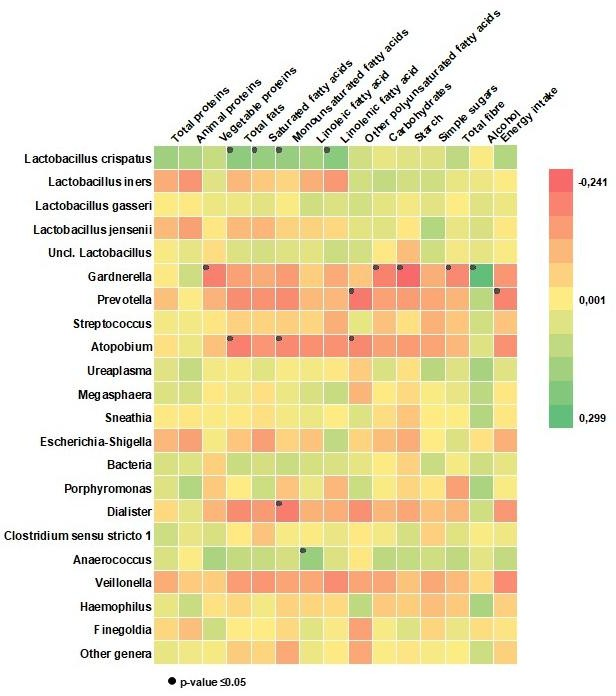 Total proteins
Animal proteins
Vegetable proteins
Total fats
Saturated fatty acids
Monounsaturated fatty acids
Linoleic fatty acid
Linolenic fatty acid
Other polyunsaturated fatty acids
Carbohydrates
Starch
Simple sugars
Total fibre
Alcohol
Energy intake
Lactobacillus crispatus
Lactobacillus iners
Lactobacillus gasseri
Lactobacillus jensenii
Uncl. Lactobacillus
Gardnerella
Prevotella
Streptococcus
Atopobium
Ureaplasma
Megasphaera
Sneathia
Escherichia-Shigella
Bacteria
Porphyromonas
Dialister
Clostridium sensu stricto 1
Anaerococcus
Veillonella
Haemophilus
Finegoldia
Other genera
-0,241
0,001
0,299
p-value ≤0.05